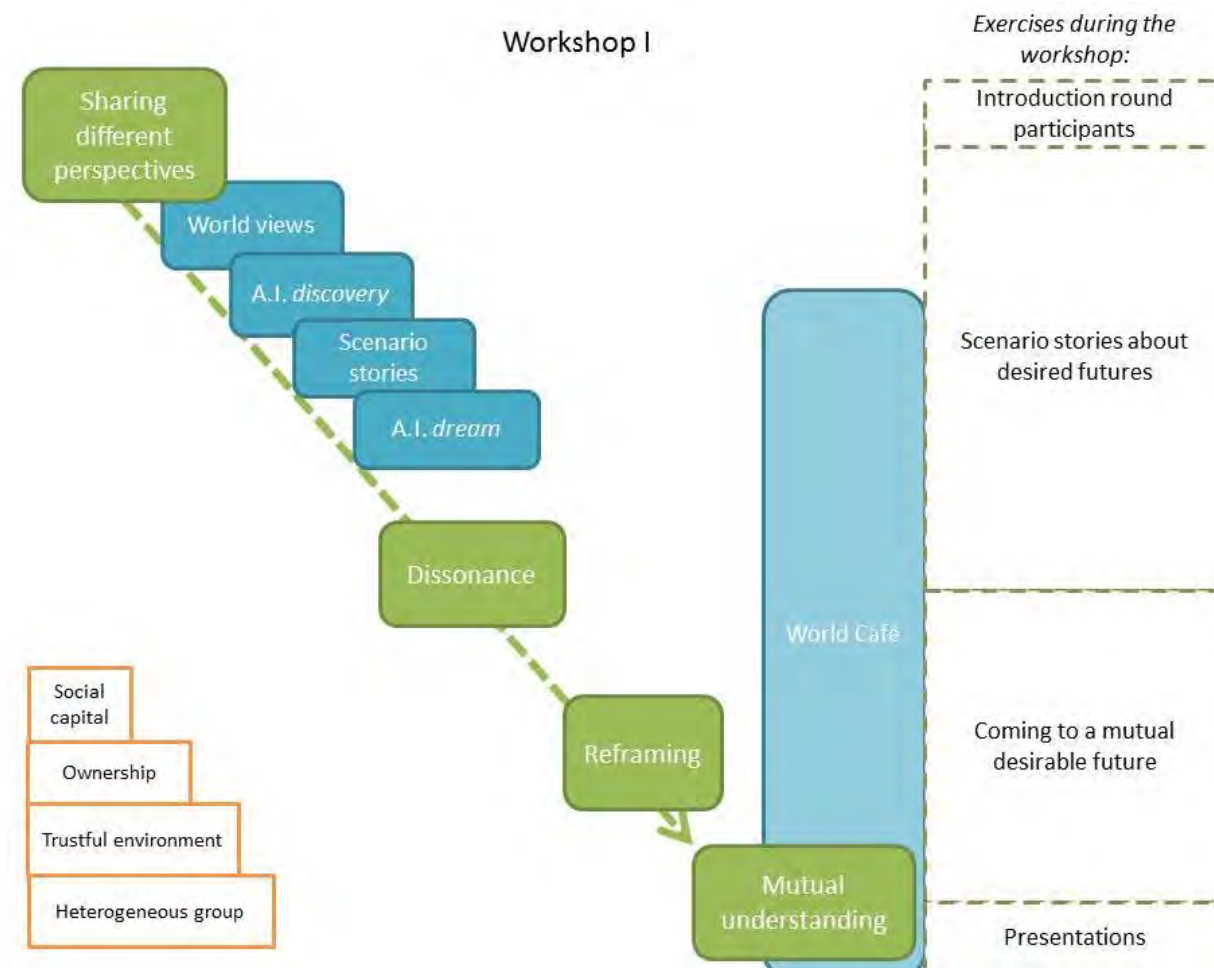 Workshop I
Exercises during the
workshop:
Sharing
different
perspectives
World views
A.I. discovery
Scenario
stories
A.I. dream
Dissonance
Reframing
Mutual
understanding
World Café
Introduction round
participants
Scenario stories about
desired futures
Coming to a mutual
desirable future
Presentations
Social
capital
Ownership
Trustful environment
Heterogeneous group